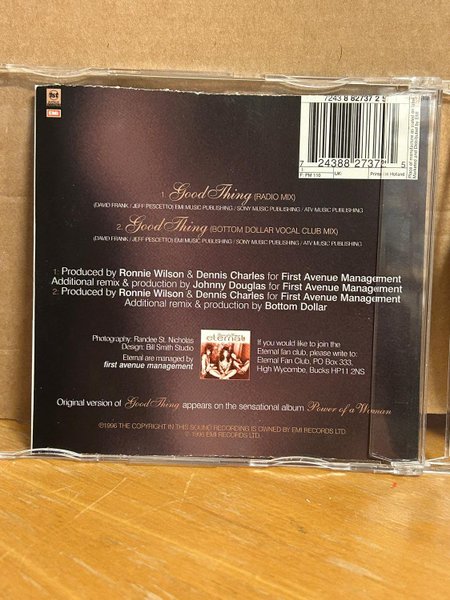 1st
EMI
7243 8 82737 2 5
7 24388 27372 5
F: PM 110 UK: Printed in Holland
1. Good Thing (RADIO MIX)
(DAVID FRANK / JEFF PESCETTO) EMI MUSIC PUBLISHING / SONY MUSIC PUBLISHING / ATV MUSIC PUBLISHING
2. Good Thing (BOTTOM DOLLAR VOCAL CLUB MIX)
(DAVID FRANK / JEFF PESCETTO) EMI MUSIC PUBLISHING / SONY MUSIC PUBLISHING / ATV MUSIC PUBLISHING
1: Produced by Ronnie Wilson & Dennis Charles for First Avenue Management
Additional remix & production by Johnny Douglas for First Avenue Management
2: Produced by Ronnie Wilson & Dennis Charles for First Avenue Management
Additional remix & production by Bottom Dollar
Photography: Randee St. Nicholas
Design: Bill Smith Studio
Eternal are managed by
first avenue management
eternal
If you would like to join the
Eternal fan club, please write to:
Eternal Fan Club, PO Box 333,
High Wycombe, Bucks HP11 2NS
Original version of Good Thing appears on the sensational album Power of a Woman
©1996 THE COPYRIGHT IN THIS SOUND RECORDING IS OWNED BY EMI RECORDS LTD.
℗ 1996 EMI RECORDS LTD.